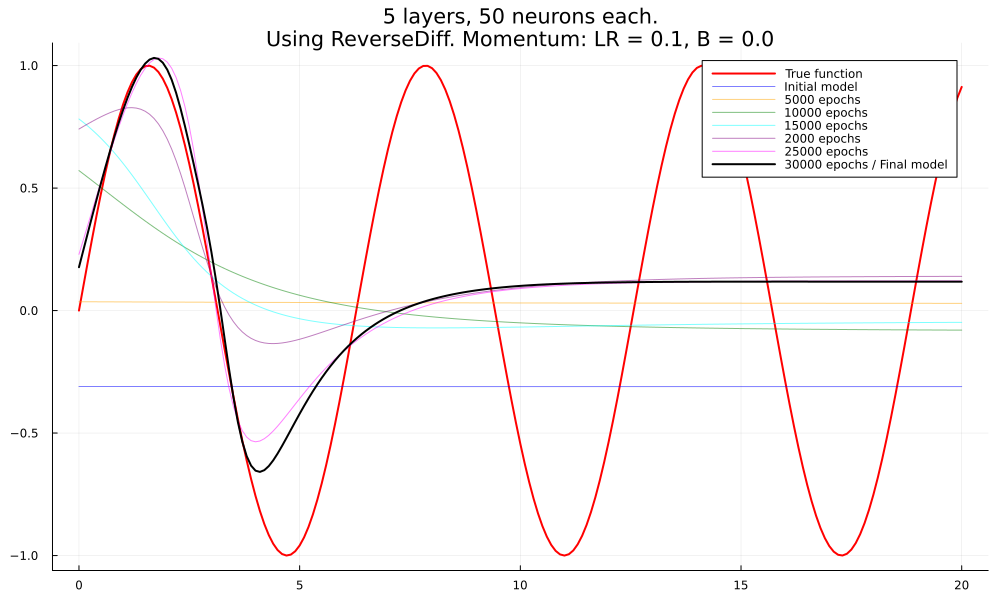 5 layers, 50 neurons each.
Using ReverseDiff. Momentum: LR = 0.1, B = 0.0
True function
Initial model
5000 epochs
10000 epochs
15000 epochs
2000 epochs
25000 epochs
30000 epochs / Final model
1.0
0.5
0.0
−0.5
−1.0
0
5
10
15
20